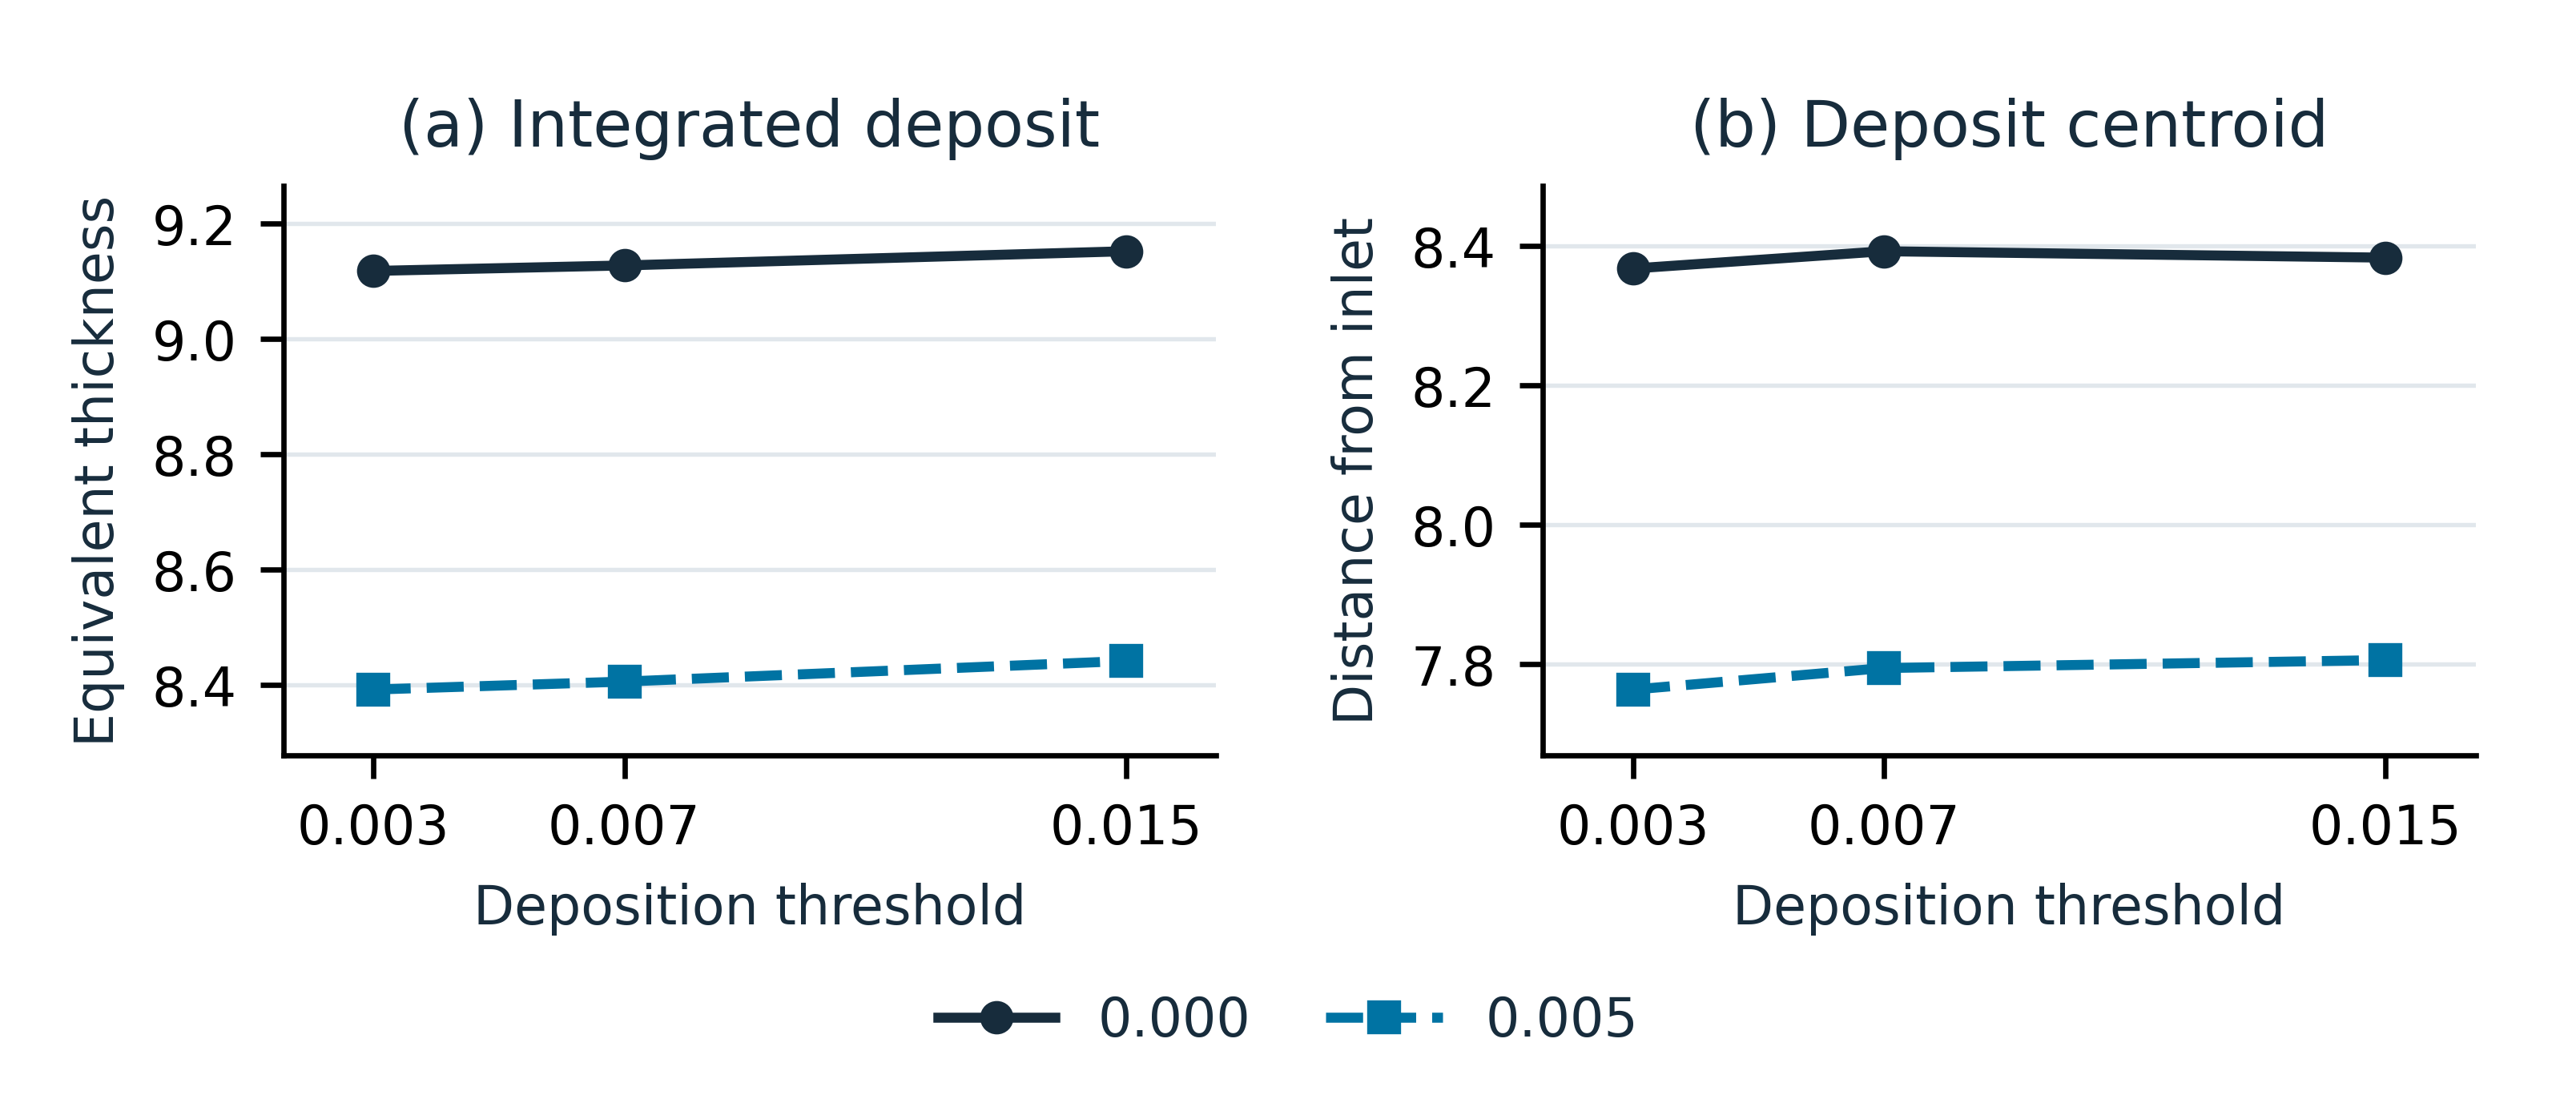 (a) Integrated deposit
Equivalent thickness
9.2
9.0
8.8
8.6
8.4
0.003 0.007 0.015
Deposition threshold
(b) Deposit centroid
Distance from inlet
8.4
8.2
8.0
7.8
0.003 0.007 0.015
Deposition threshold
0.000 0.005